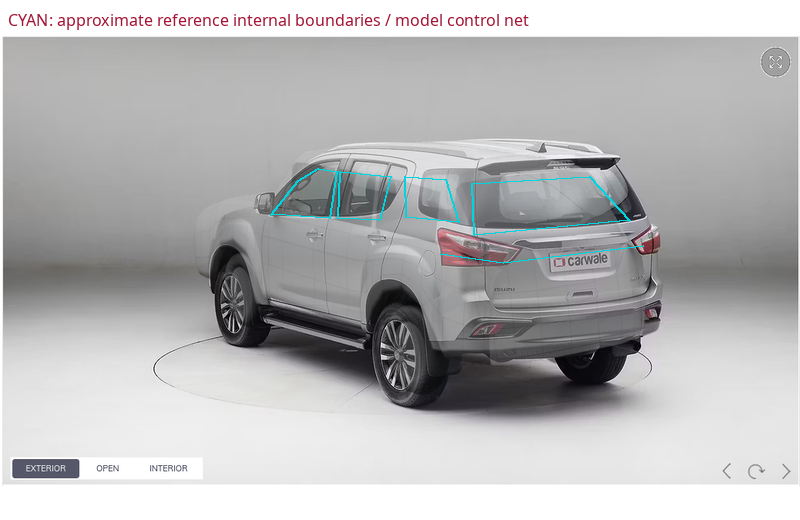 CYAN: approximate reference internal boundaries / model control net
carwale
ISUZU
EXTERIOR
OPEN
INTERIOR